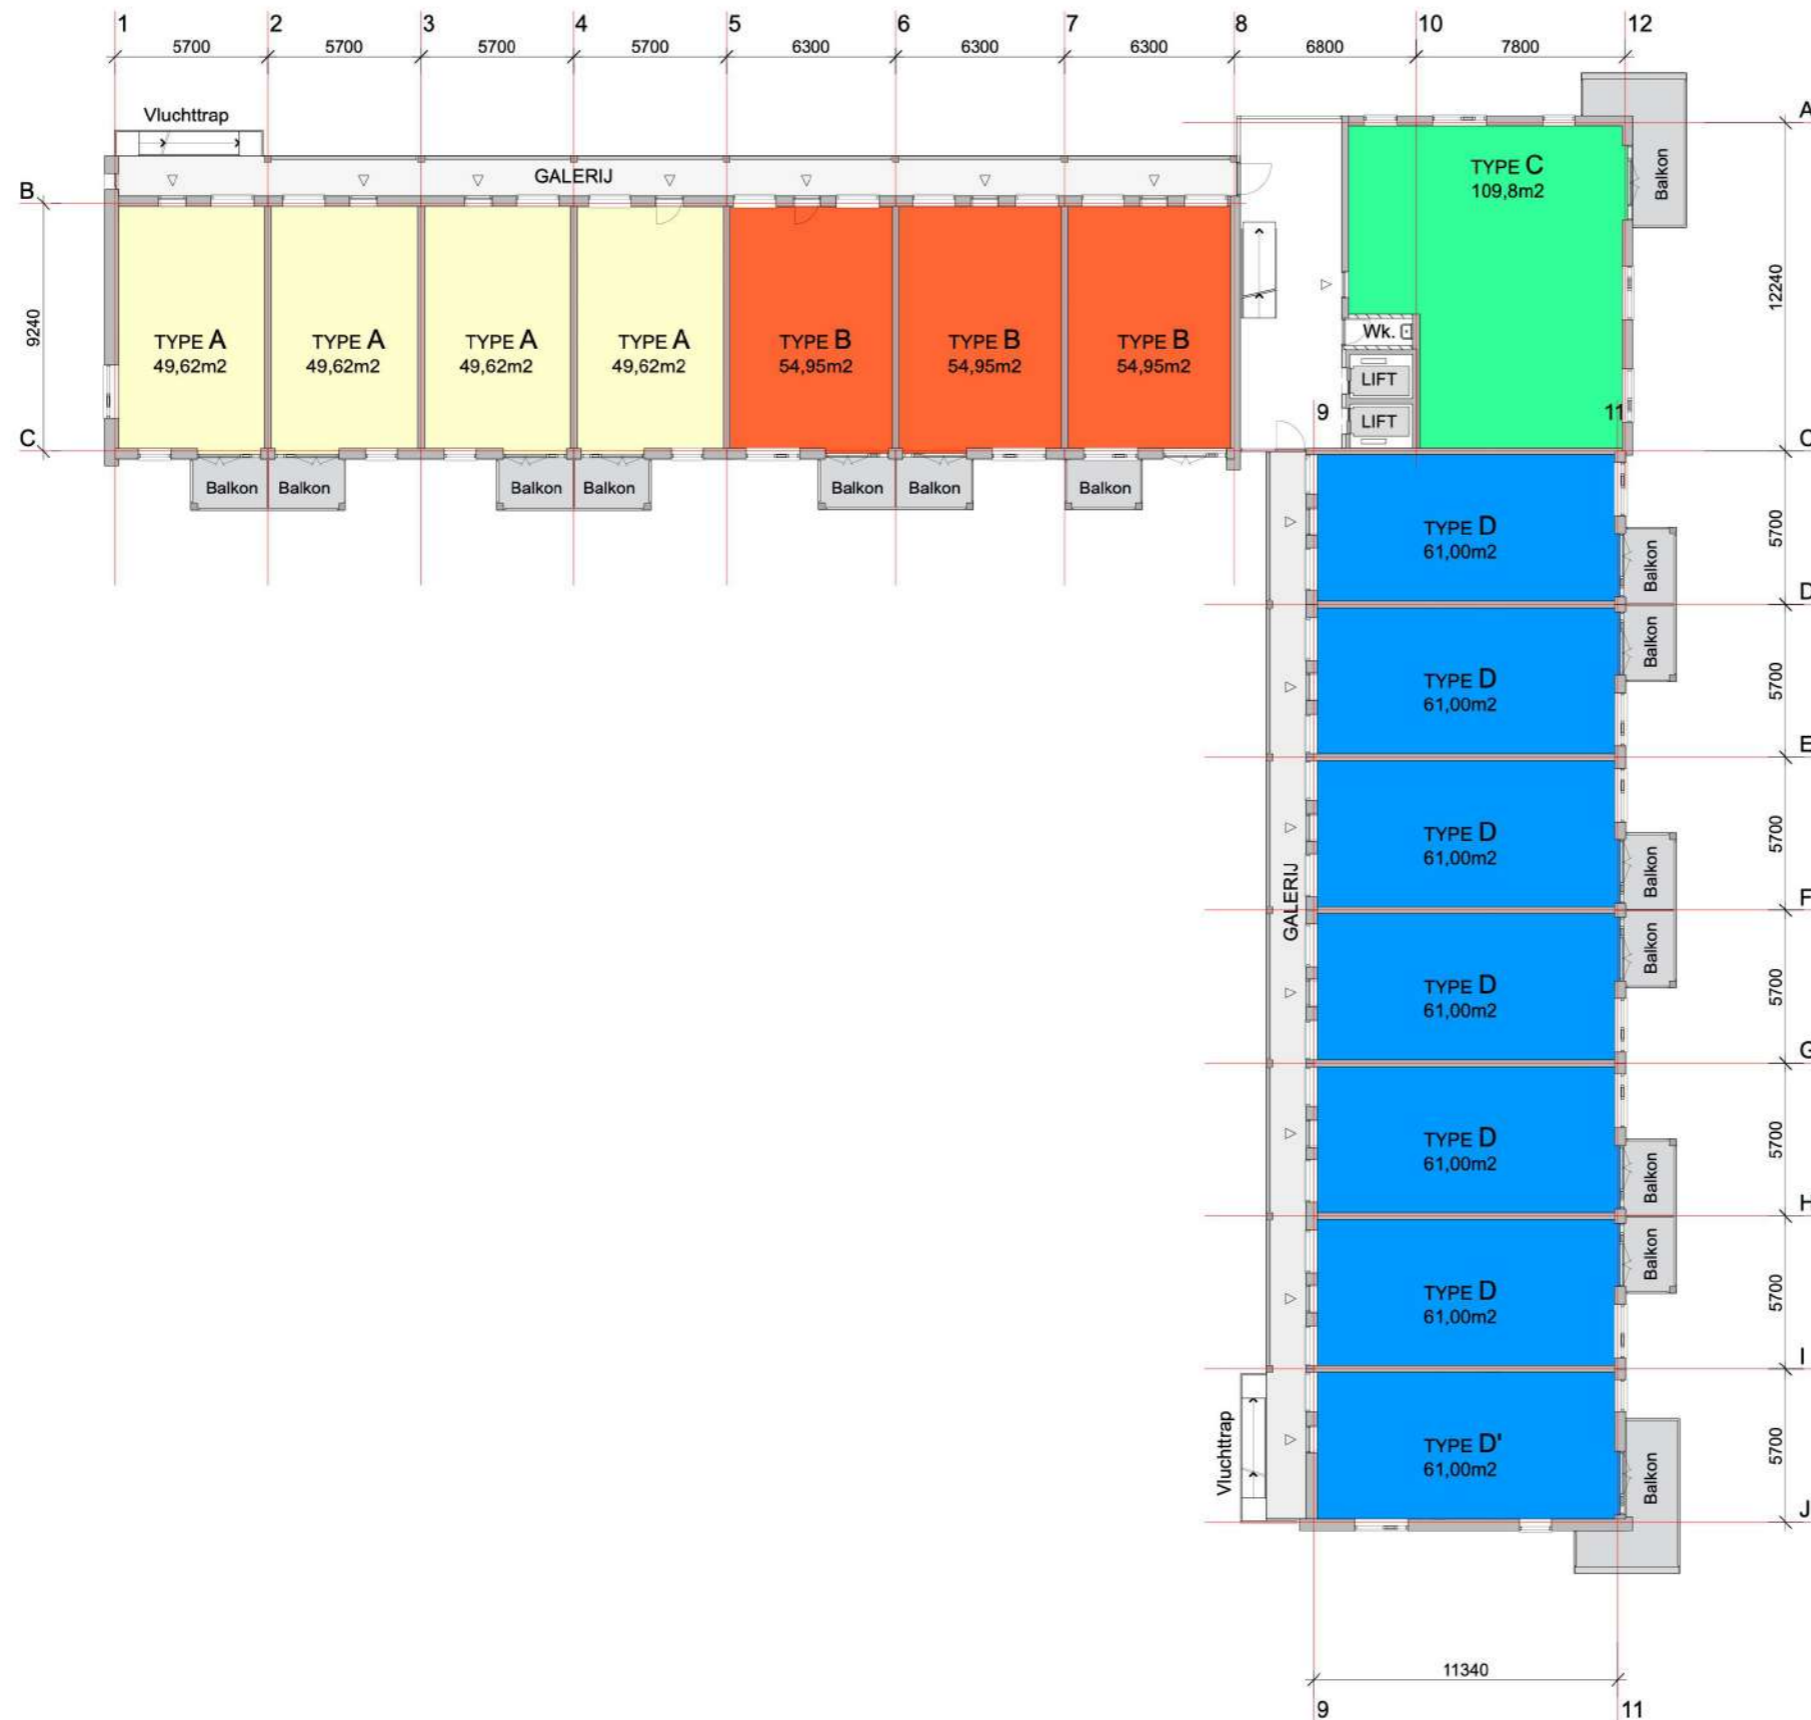 1 2 3 4 5 6 7 8 10 12
5700 5700 5700 5700 6300 6300 6300 6800 7800
A
Vluchttrap
GALERIJ
TYPE C
109,8m2
Balkon
B
9240
12240
TYPE A
49,62m2
TYPE A
49,62m2
TYPE A
49,62m2
TYPE A
49,62m2
TYPE B
54,95m2
TYPE B
54,95m2
TYPE B
54,95m2
Wk.
LIFT
LIFT
9 11
C C
Balkon Balkon Balkon Balkon Balkon Balkon Balkon
TYPE D
61,00m2
5700
Balkon
D
Balkon
TYPE D
61,00m2
5700
E
TYPE D
61,00m2
5700
Balkon
GALERIJ
F
Balkon
TYPE D
61,00m2
5700
G
TYPE D
61,00m2
5700
Balkon
H
Balkon
TYPE D
61,00m2
5700
I
Vluchttrap
TYPE D'
61,00m2
5700
Balkon
J
11340
9 11